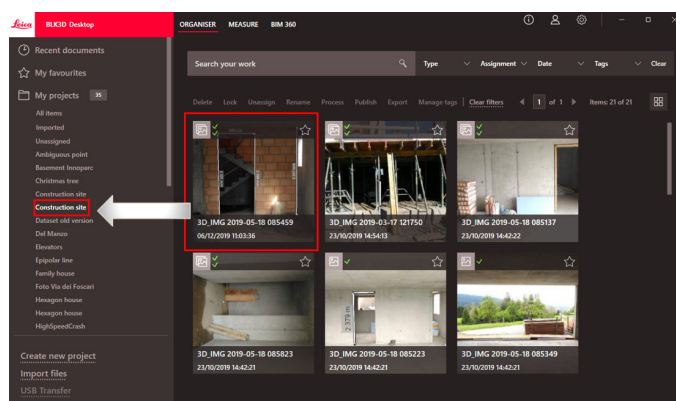 Leica BLK3D Desktop
ORGANISER MEASURE BIM 360
Recent documents
My favourites
My projects 35
All items
Imported
Unassigned
Ambiguous point
Basement Innoparc
Christmas tree
Construction site
Construction site
Dataset old version
Del Manzo
Elevators
Epipolar line
Family house
Foto Via dei Foscari
Hexagon house
Hexagon house
HighSpeedCrash
Create new project
Import files
USB Transfer
Search your work
Type Assignment Date Tags Clear
Delete Lock Unassign Rename Process Publish Export Manage tags Clear filters 1 of 1 Items: 21 of 21
3D_IMG 2019-05-18 085459
06/12/2019 11:03:36
3D_IMG 2019-03-17 121750
23/10/2019 14:54:13
3D_IMG 2019-05-18 085137
23/10/2019 14:42:22
3D_IMG 2019-05-18 085823
23/10/2019 14:42:21
2.379 m
3D_IMG 2019-05-18 085223
23/10/2019 14:42:21
3D_IMG 2019-05-18 085349
23/10/2019 14:42:21